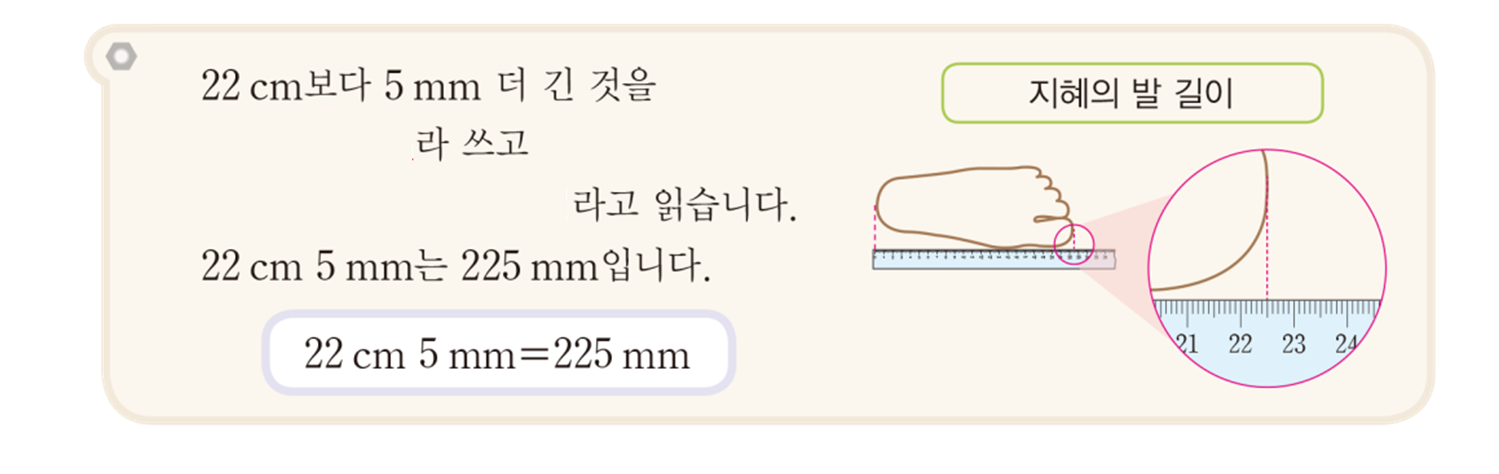 22 cm보다 5 mm 더 긴 것을
라 쓰고
라고 읽습니다.
22 cm 5 mm는 225 mm입니다.
22 cm 5 mm=225 mm
지혜의 발 길이
21 22 23 24